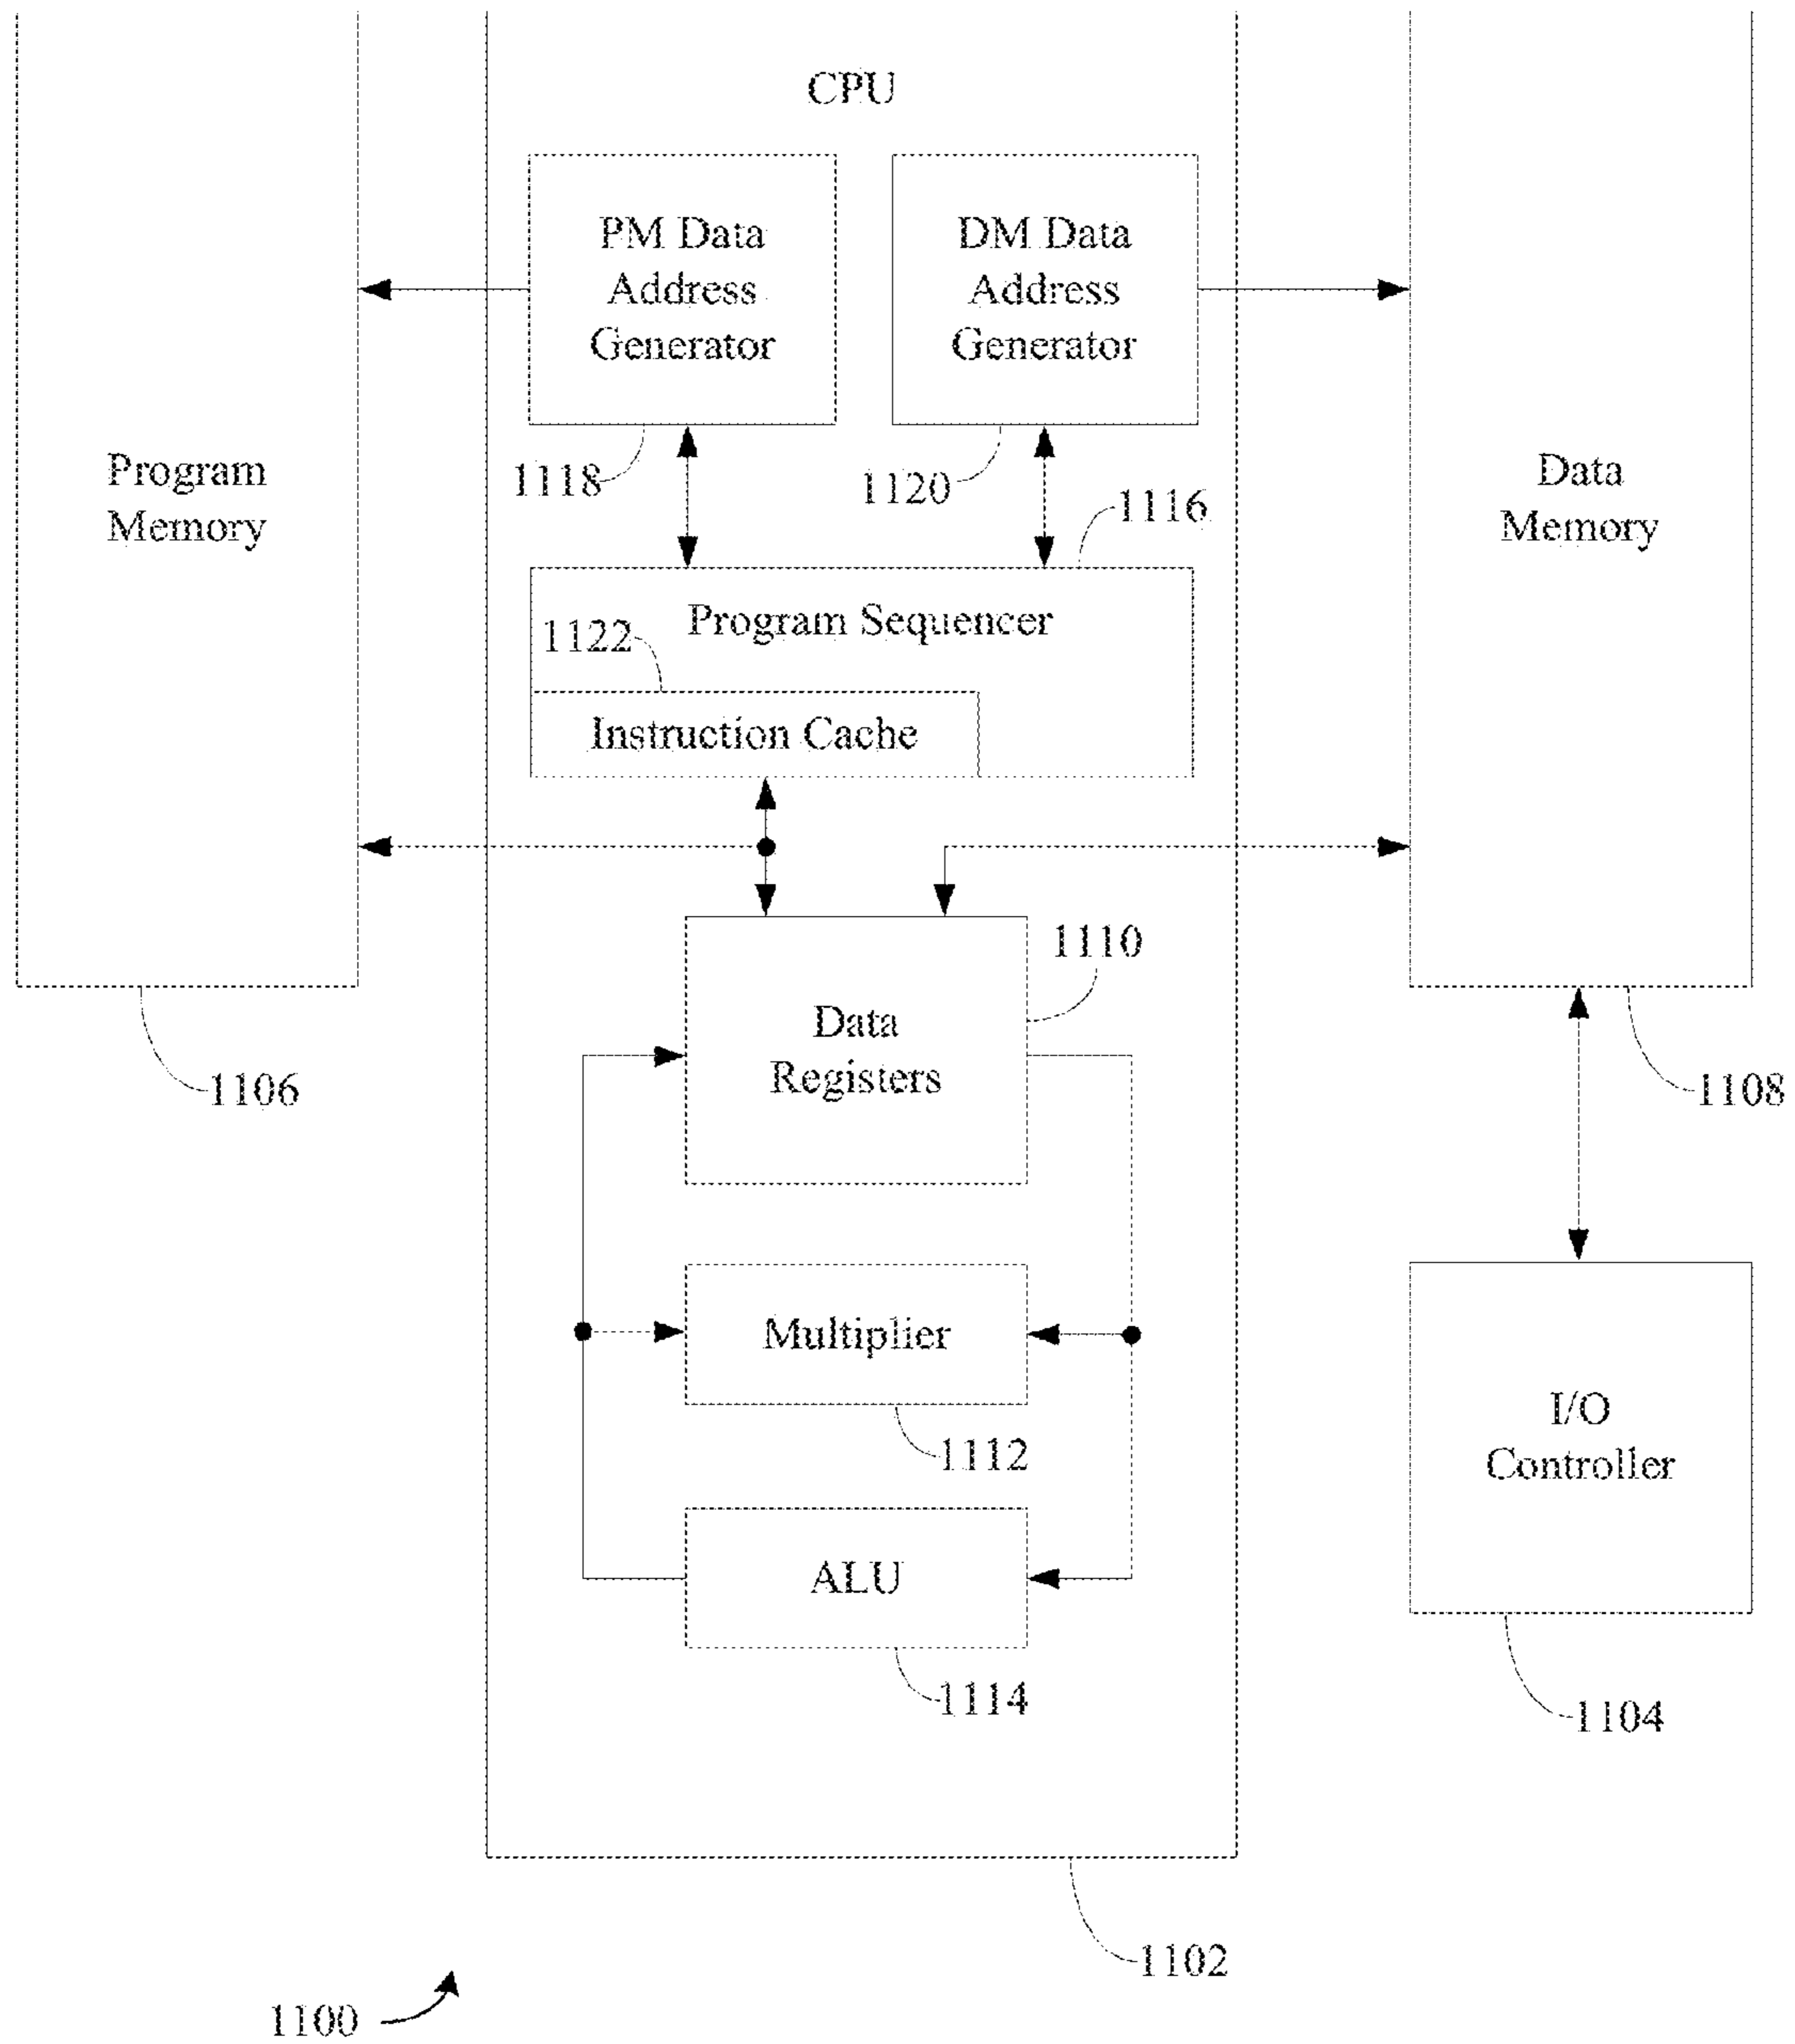 CPU
PM Data
Address
Generator
DM Data
Address
Generator
Program
Memory
1118
1120
1116
Data
Memory
Program Sequencer
1122
Instruction Cache
1110
Data
Registers
1106
1108
Multiplier
1112
I/O
Controller
ALU
1114
1104
1102
1100